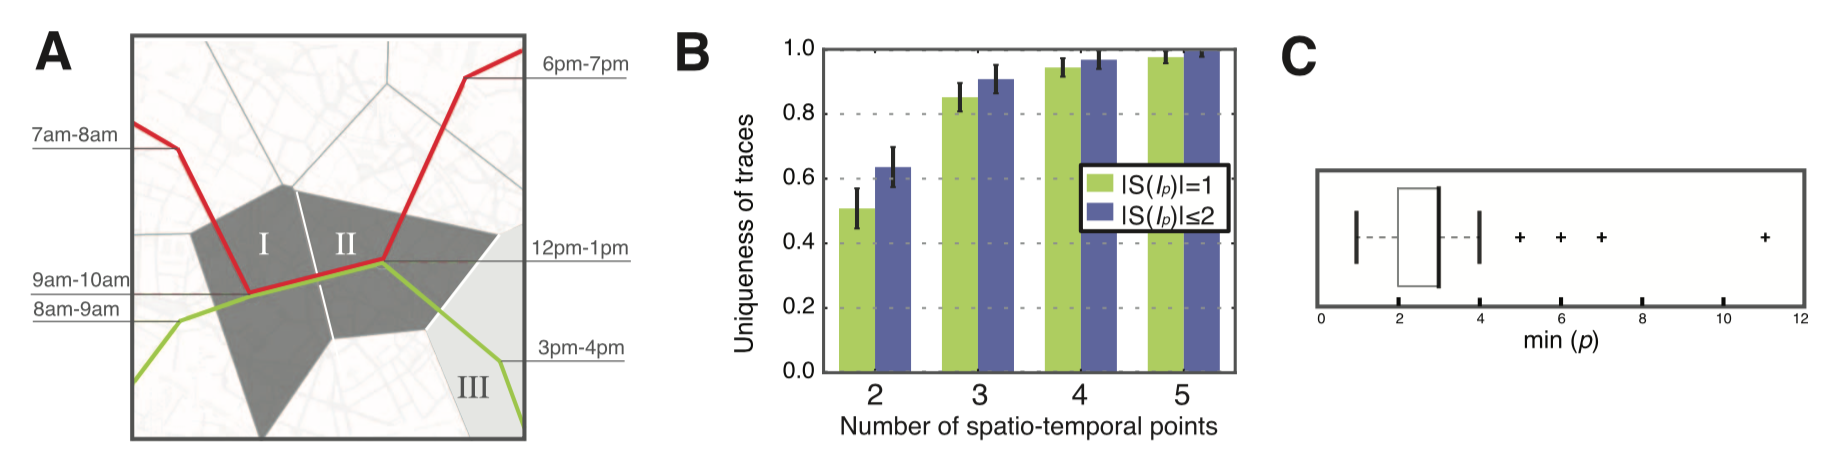 A
6pm-7pm
7am-8am
I
II
12pm-1pm
9am-10am
8am-9am
3pm-4pm
III
B
1.0
0.8
0.6
0.4
0.2
0.0
Uniqueness of traces
|S(Ip)|=1
|S(Ip)|≤2
2 3 4 5
Number of spatio-temporal points
C
0 2 4 6 8 10 12
min (p)